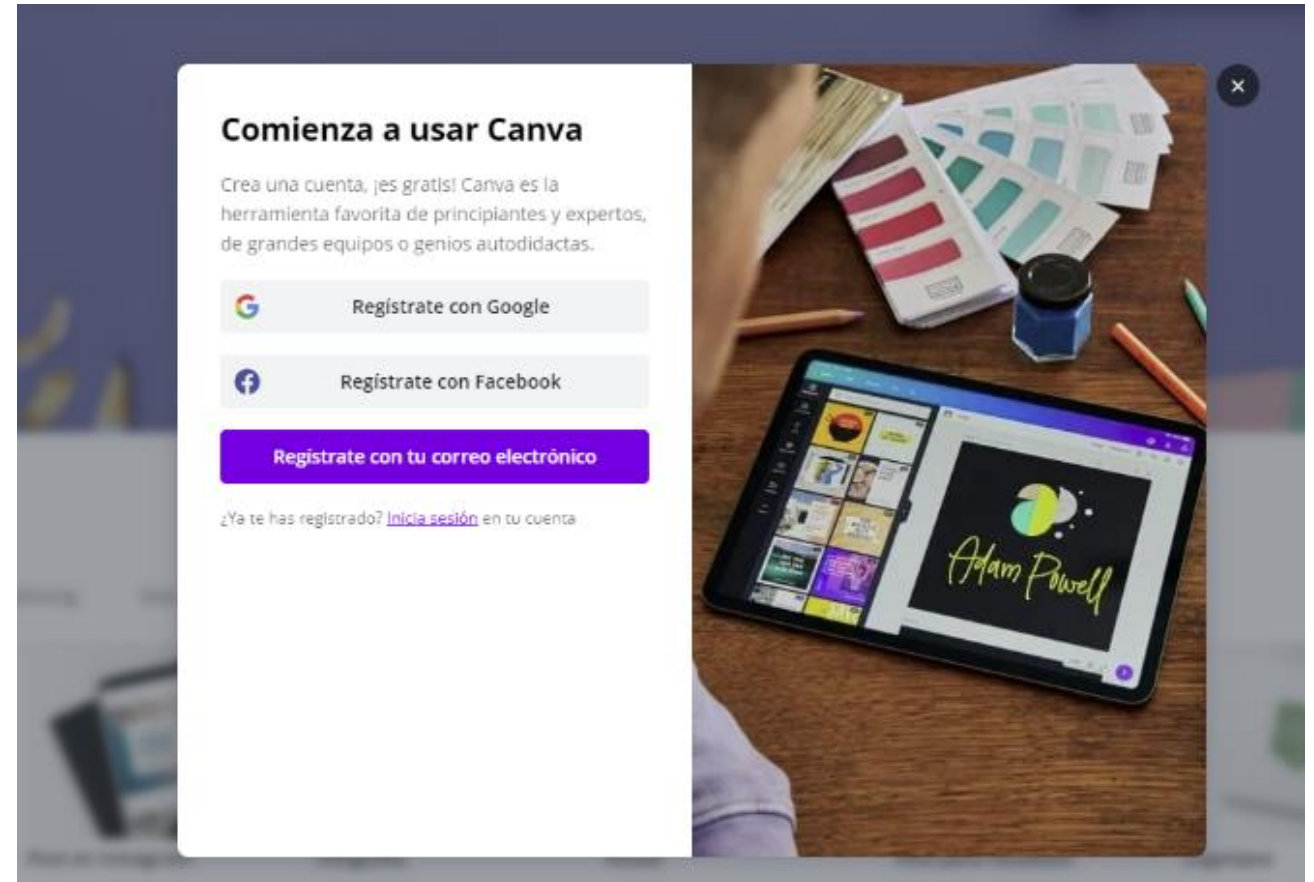 Comienza a usar Canva
Crea una cuenta, ¡es gratis! Canva es la
herramienta favorita de principiantes y expertos,
de grandes equipos o genios autodidactas.
Regístrate con Google
Regístrate con Facebook
Regístrate con tu correo electrónico
¿Ya te has registrado? Inicia sesión en tu cuenta
Adam Powell